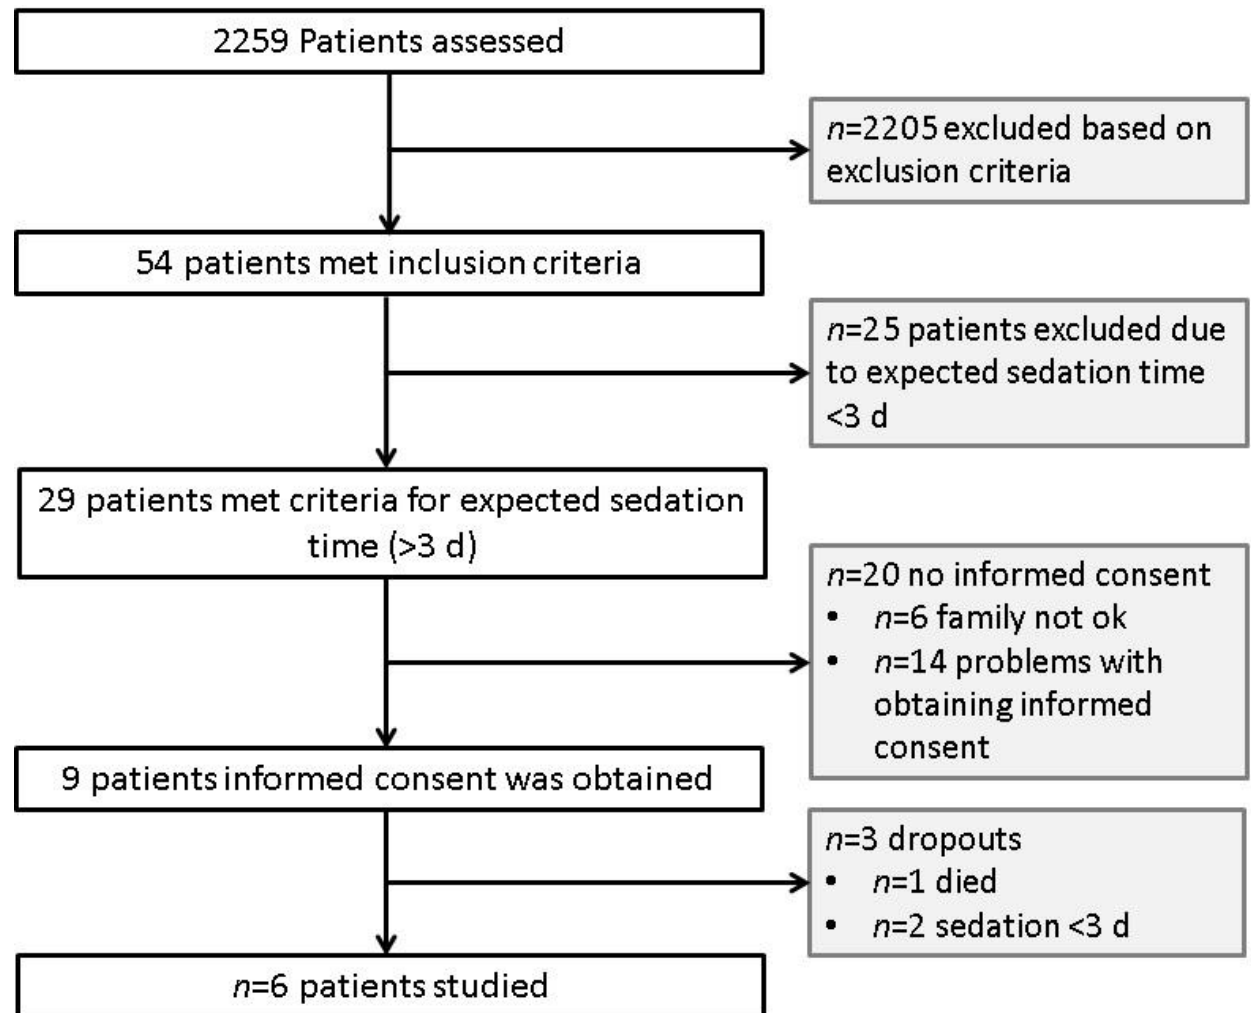 2259 Patients assessed
n=2205 excluded based on
exclusion criteria
54 patients met inclusion criteria
n=25 patients excluded due
to expected sedation time
<3 d
29 patients met criteria for expected sedation
time (>3 d)
n=20 no informed consent
• n=6 family not ok
• n=14 problems with
obtaining informed
consent
9 patients informed consent was obtained
n=3 dropouts
• n=1 died
• n=2 sedation <3 d
n=6 patients studied